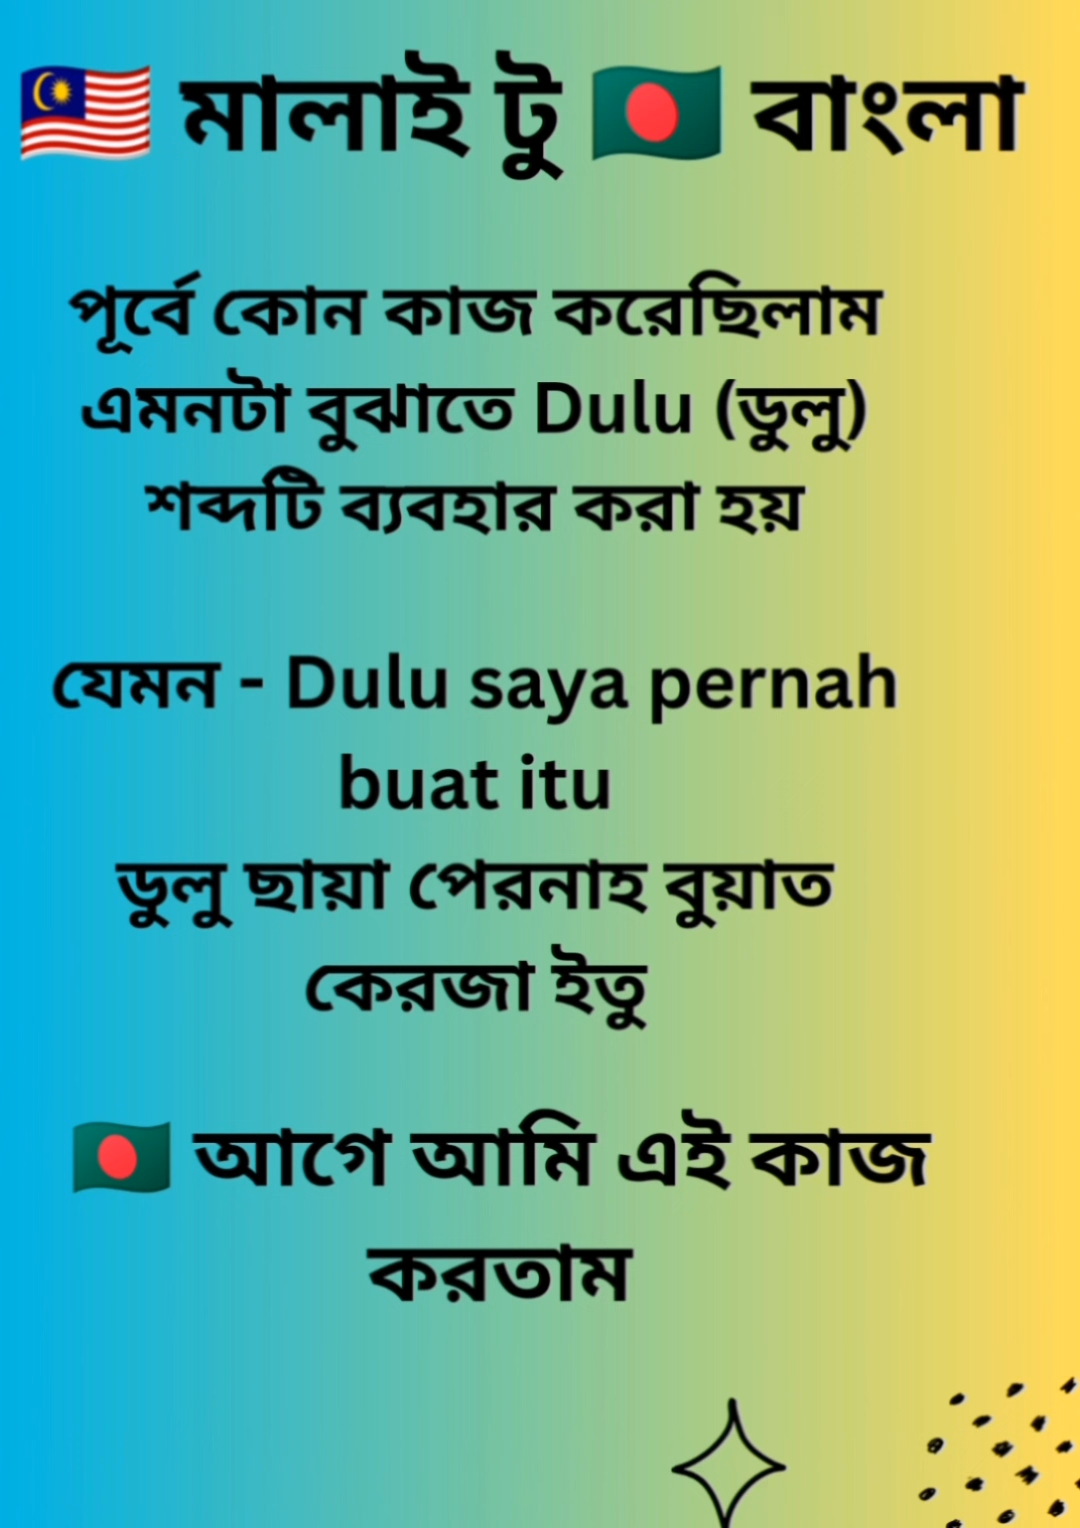 🇲🇾 মালাই টু 🇧🇩 বাংলা
পূর্বে কোন কাজ করেছিলাম
এমনটা বুঝাতে Dulu (ডুলু)
শব্দটি ব্যবহার করা হয়
যেমন - Dulu saya pernah
buat itu
ডুলু ছায়া পেরনাহ বুয়াত
কেরজা ইতু
🇧🇩 আগে আমি এই কাজ
করতাম